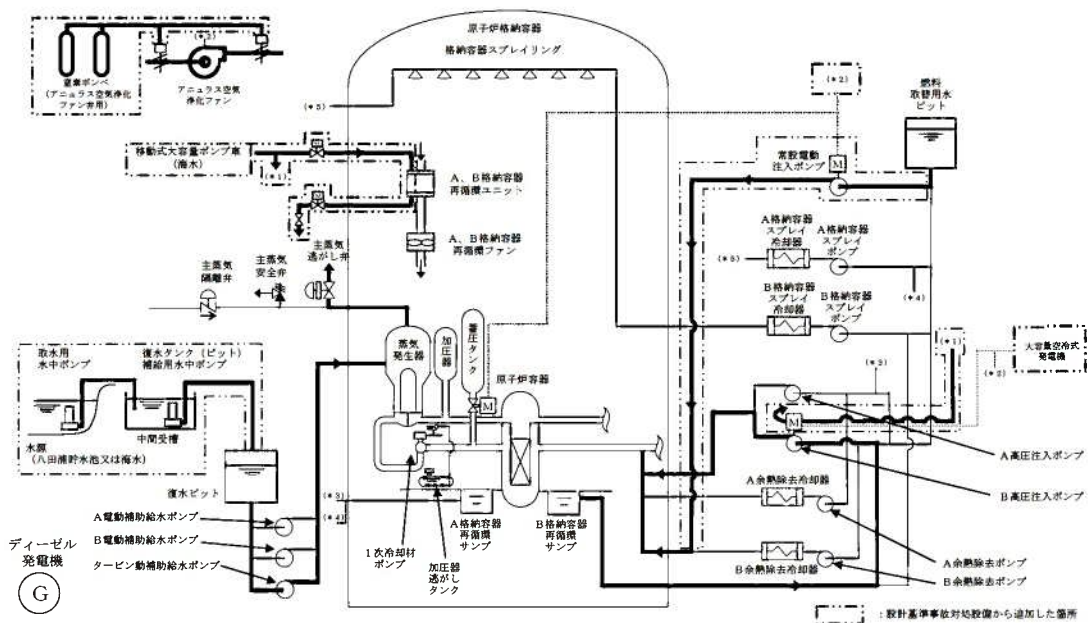 窒素ボンベ
(アニュラス空気浄化
ファン弁用)
(*2)
アニュラス空気
浄化ファン
原子炉格納容器
格納容器スプレイリング
(*5)
(*2)
燃料
取替用水
ピット
移動式大容量ポンプ車
(海水)
(*1)
A、B格納容器
再循環ユニット
A、B格納容器
再循環ファン
常設電動
注入ポンプ
M
A格納容器
スプレイ
冷却器
A格納容器
スプレイ
ポンプ
(*5)
(*4)
B格納容器
スプレイ
冷却器
B格納容器
スプレイ
ポンプ
主蒸気
隔離弁
主蒸気
安全弁
主蒸気
逃がし弁
蒸気
発生器
加圧器
蓄圧タンク
原子炉容器
M
(*1)
(*3)
(*2)
大容量空冷式
発電機
M
取水用
水中ポンプ
復水タンク(ピット)
補給用水中ポンプ
水源
(八田浦貯水池又は海水)
中間受槽
復水ピット
A電動補助給水ポンプ
B電動補助給水ポンプ
タービン動補助給水ポンプ
ディーゼル
発電機
G
(*3)
(*4)
1次冷却材
ポンプ
加圧器
逃がし
タンク
A格納容器
再循環
サンプ
B格納容器
再循環
サンプ
A余熱除去冷却器
B余熱除去冷却器
A高圧注入ポンプ
B高圧注入ポンプ
A余熱除去ポンプ
B余熱除去ポンプ
:設計基準事故対処設備から追加した箇所